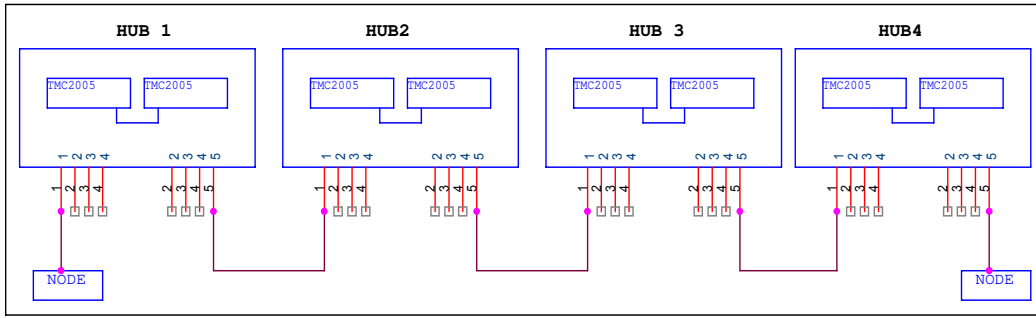 HUB 1 HUB2 HUB 3 HUB4
TMC2005 TMC2005 TMC2005 TMC2005 TMC2005 TMC2005 TMC2005 TMC2005
1 2 3 4 2 3 4 5 1 2 3 4 2 3 4 5 1 2 3 4 2 3 4 5 1 2 3 4 2 3 4 5
1 2 3 4 2 3 4 5 1 2 3 4 2 3 4 5 1 2 3 4 2 3 4 5 1 2 3 4 2 3 4 5
NODE NODE